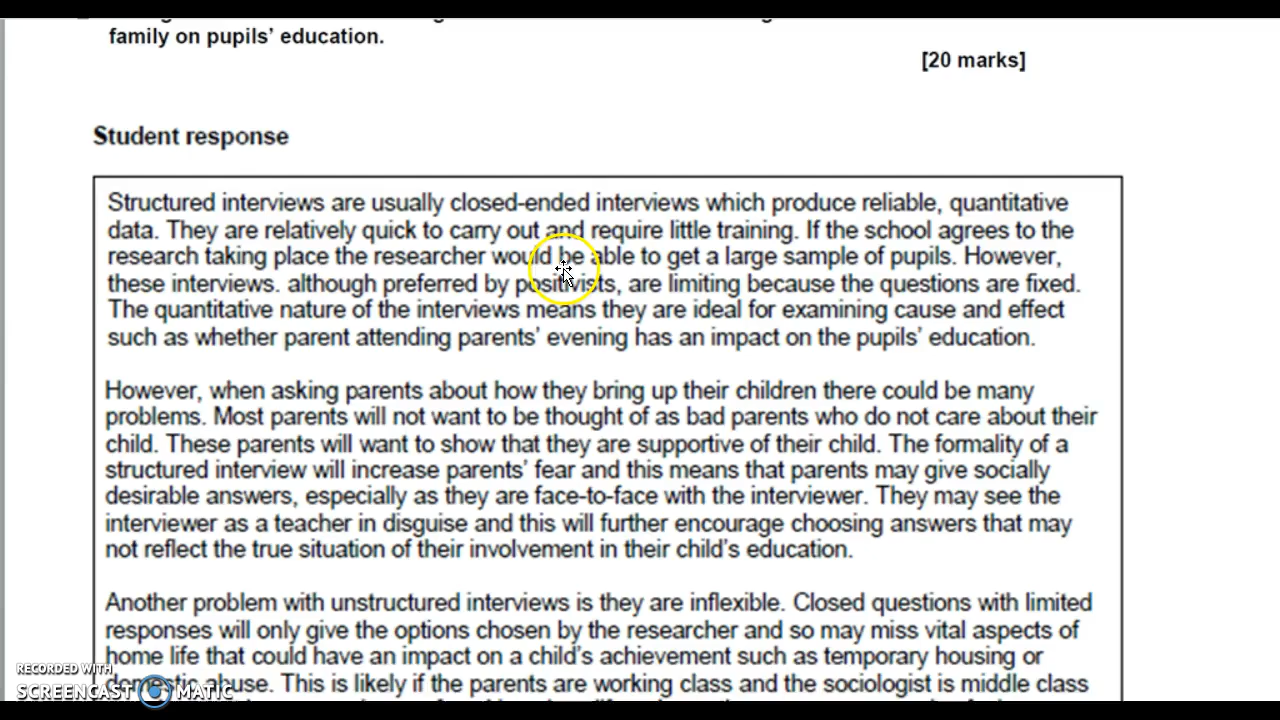 family on pupils' education.
[20 marks]
Student response
Structured interviews are usually closed-ended interviews which produce reliable, quantitative
data. They are relatively quick to carry out and require little training. If the school agrees to the
research taking place the researcher would be able to get a large sample of pupils. However,
these interviews. although preferred by positivists, are limiting because the questions are fixed.
The quantitative nature of the interviews means they are ideal for examining cause and effect
such as whether parent attending parents' evening has an impact on the pupils' education.
However, when asking parents about how they bring up their children there could be many
problems. Most parents will not want to be thought of as bad parents who do not care about their
child. These parents will want to show that they are supportive of their child. The formality of a
structured interview will increase parents' fear and this means that parents may give socially
desirable answers, especially as they are face-to-face with the interviewer. They may see the
interviewer as a teacher in disguise and this will further encourage choosing answers that may
not reflect the true situation of their involvement in their child's education.
Another problem with unstructured interviews is they are inflexible. Closed questions with limited
responses will only give the options chosen by the researcher and so may miss vital aspects of
home life that could have an impact on a child's achievement such as temporary housing or
domestic abuse. This is likely if the parents are working class and the sociologist is middle class
RECORDED WITH
SCREENCAST MATIC